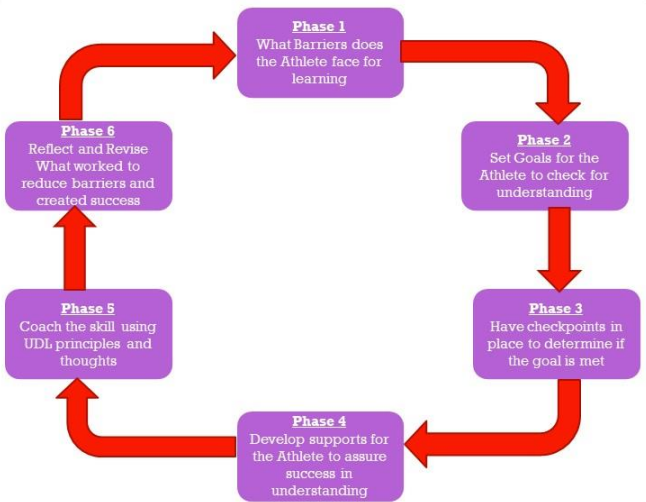 Phase 1
What Barriers does
the Athlete face for
learning
Phase 2
Set Goals for the
Athlete to check for
understanding
Phase 3
Have checkpoints in
place to determine if
the goal is met
Phase 4
Develop supports for
the Athlete to assure
success in
understanding
Phase 5
Coach the skill using
UDL principles and
thoughts
Phase 6
Reflect and Revise
What worked to
reduce barriers and
created success